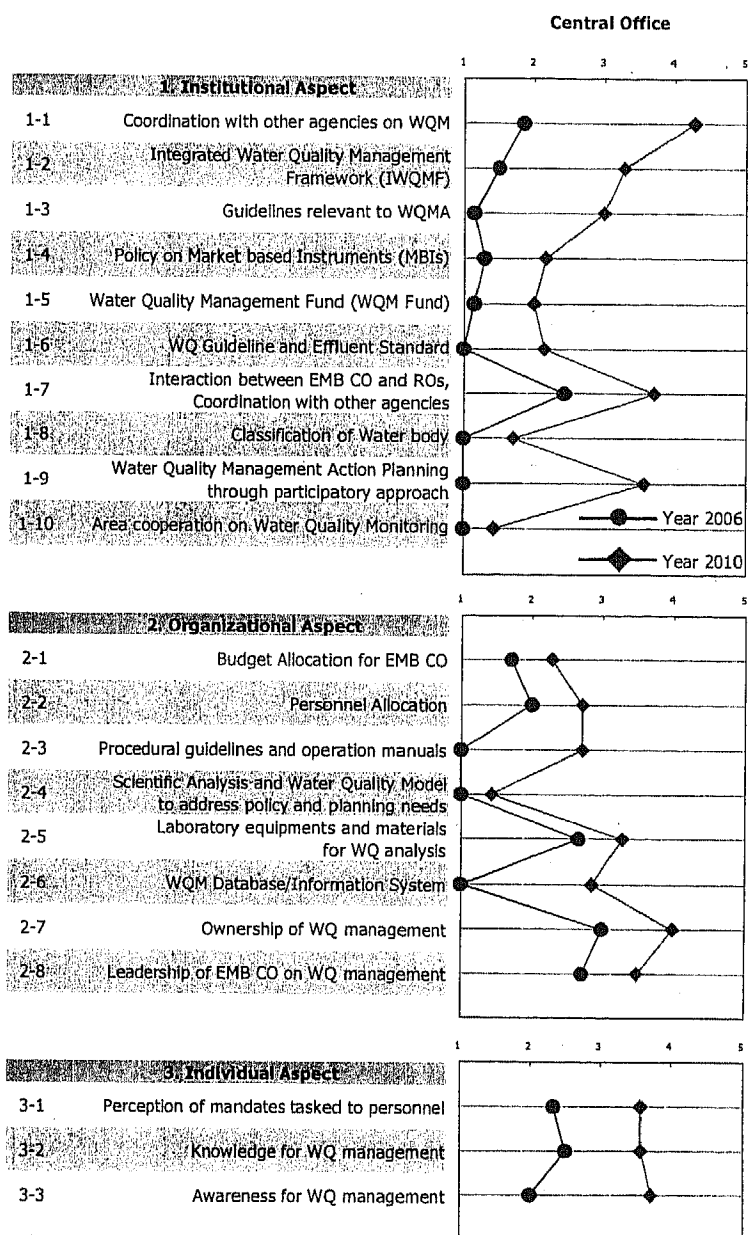 Central Office
1 2 3 4 5
1. Institutional Aspect
1-1 Coordination with other agencies on WQM
1-2 Integrated Water Quality Management
Framework (IWQMF)
1-3 Guidelines relevant to WQMA
1-4 Policy on Market based Instruments (MBIs)
1-5 Water Quality Management Fund (WQM Fund)
1-6 WQ Guideline and Effluent Standard
1-7 Interaction between EMB CO and ROs,
Coordination with other agencies
1-8 Classification of Water body
1-9 Water Quality Management Action Planning
through participatory approach
1-10 Area cooperation on Water Quality Monitoring
Year 2006
Year 2010
1 2 3 4 5
2. Organizational Aspect
2-1 Budget Allocation for EMB CO
2-2 Personnel Allocation
2-3 Procedural guidelines and operation manuals
2-4 Scientific Analysis and Water Quality Model
to address policy and planning needs
2-5 Laboratory equipments and materials
for WQ analysis
2-6 WQM Database/Information System
2-7 Ownership of WQ management
2-8 Leadership of EMB CO on WQ management
1 2 3 4 5
3. Individual Aspect
3-1 Perception of mandates tasked to personnel
3-2 Knowledge for WQ management
3-3 Awareness for WQ management